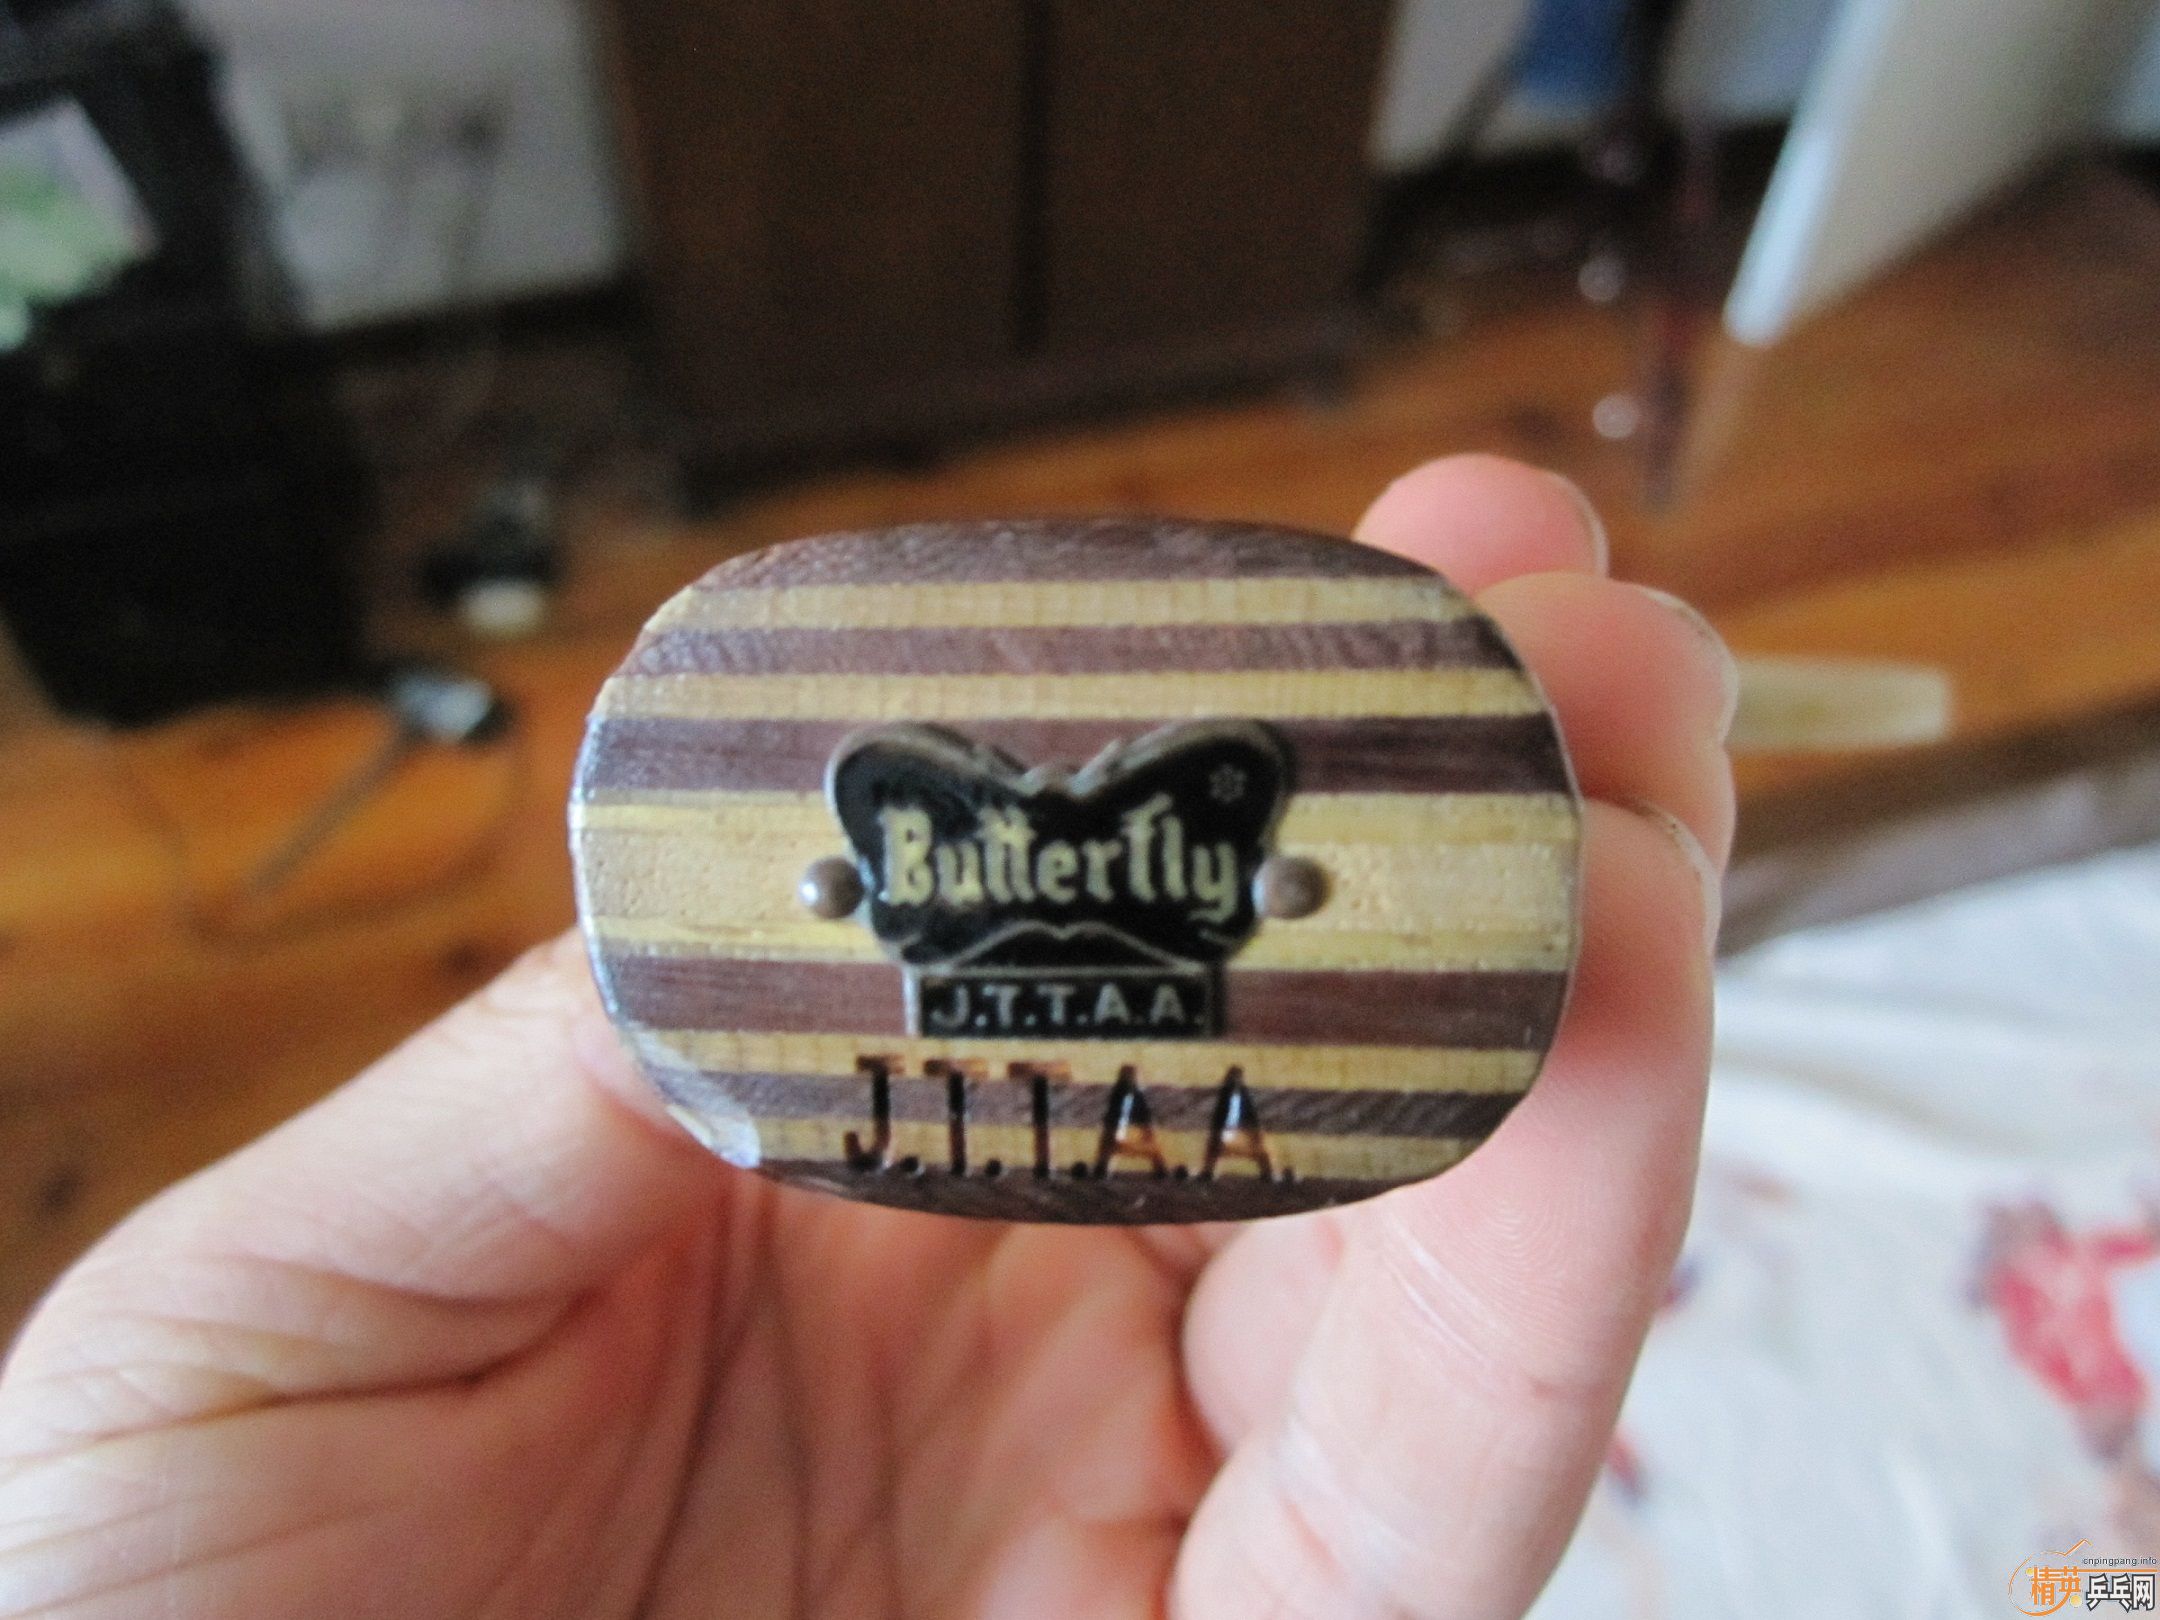 Butterfly
J.T.T.A.A.
J.T.T.A.A.
cnpingpang.info
精英乒乓网